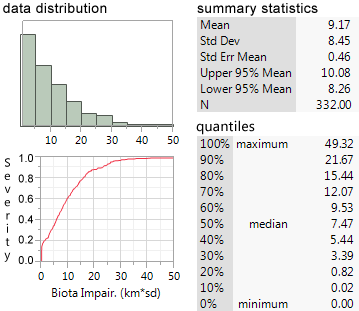 data distribution
10 20 30 40 50
Severity
1.0
0.8
0.6
0.4
0.2
0.0
0 10 20 30 40 50
Biota Impair. (km*sd)
summary statistics
Mean 9.17
Std Dev 8.45
Std Err Mean 0.46
Upper 95% Mean 10.08
Lower 95% Mean 8.26
N 332.00
quantiles
100% maximum 49.32
90% 21.67
80% 15.44
70% 12.07
60% 9.53
50% median 7.47
40% 5.44
30% 3.39
20% 0.82
10% 0.02
0% minimum 0.00